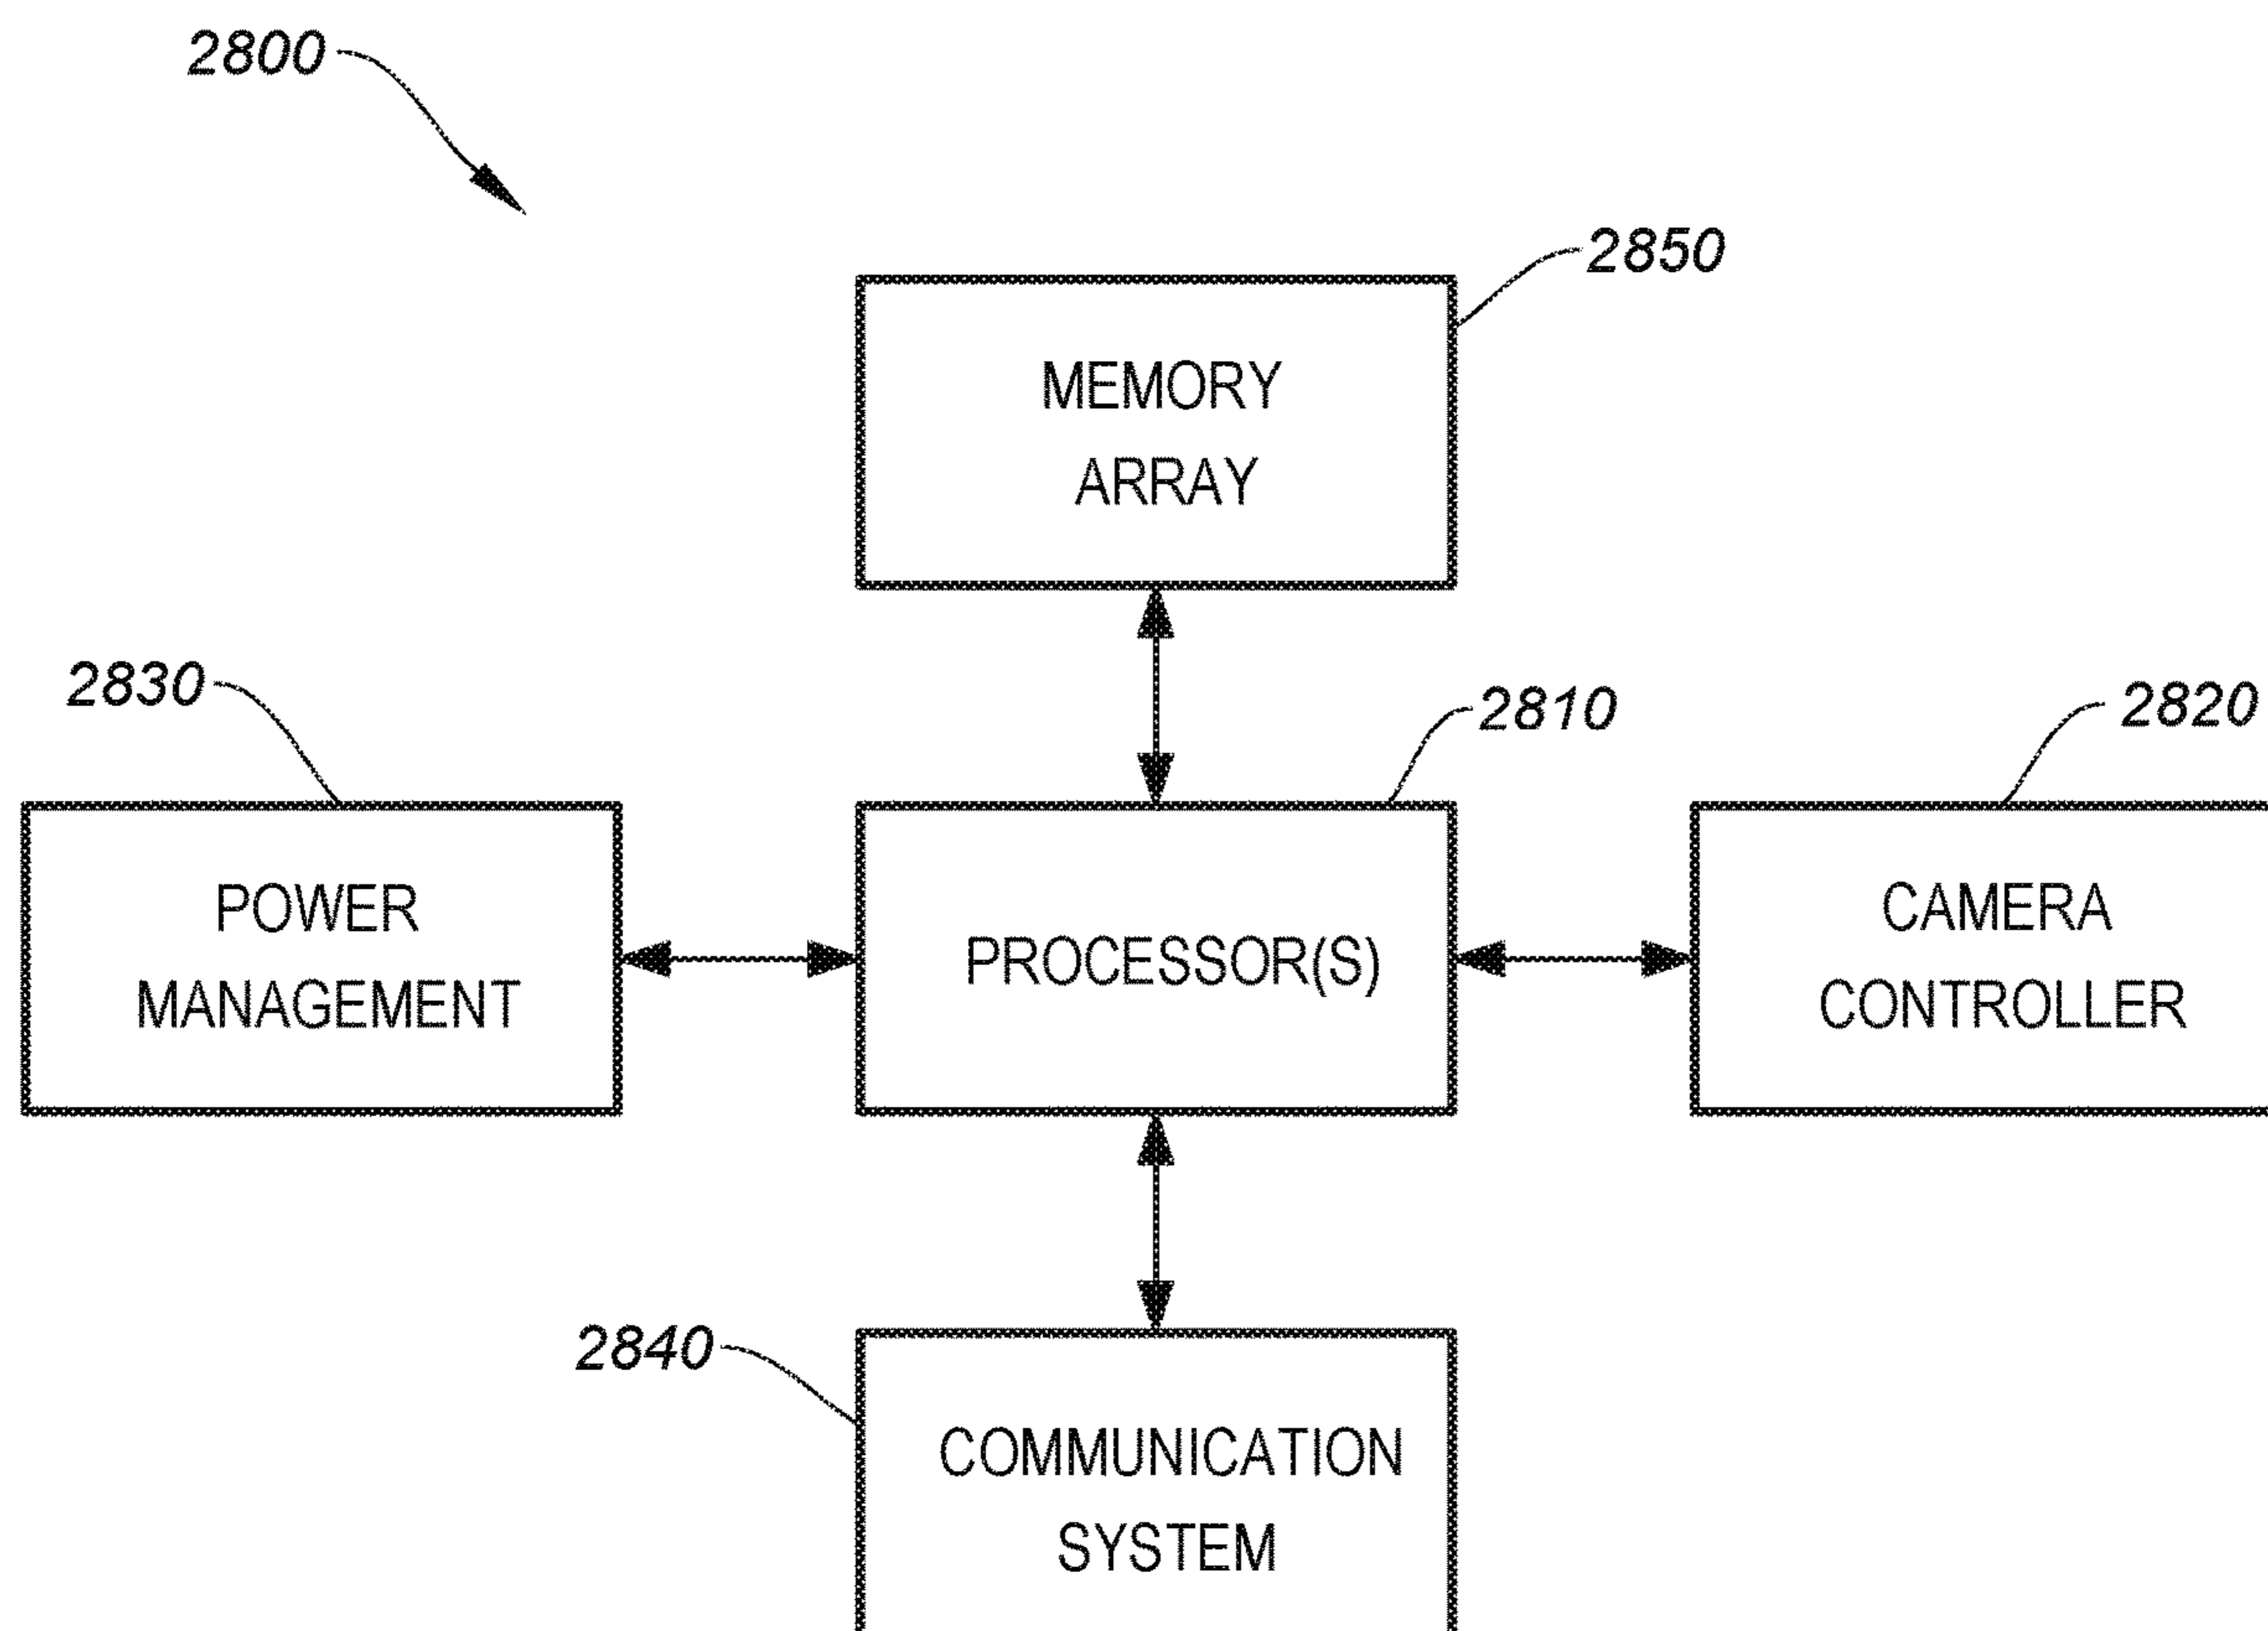 2800
2850
MEMORY
ARRAY
2830
2810
2820
POWER
MANAGEMENT
PROCESSOR(S)
CAMERA
CONTROLLER
2840
COMMUNICATION
SYSTEM